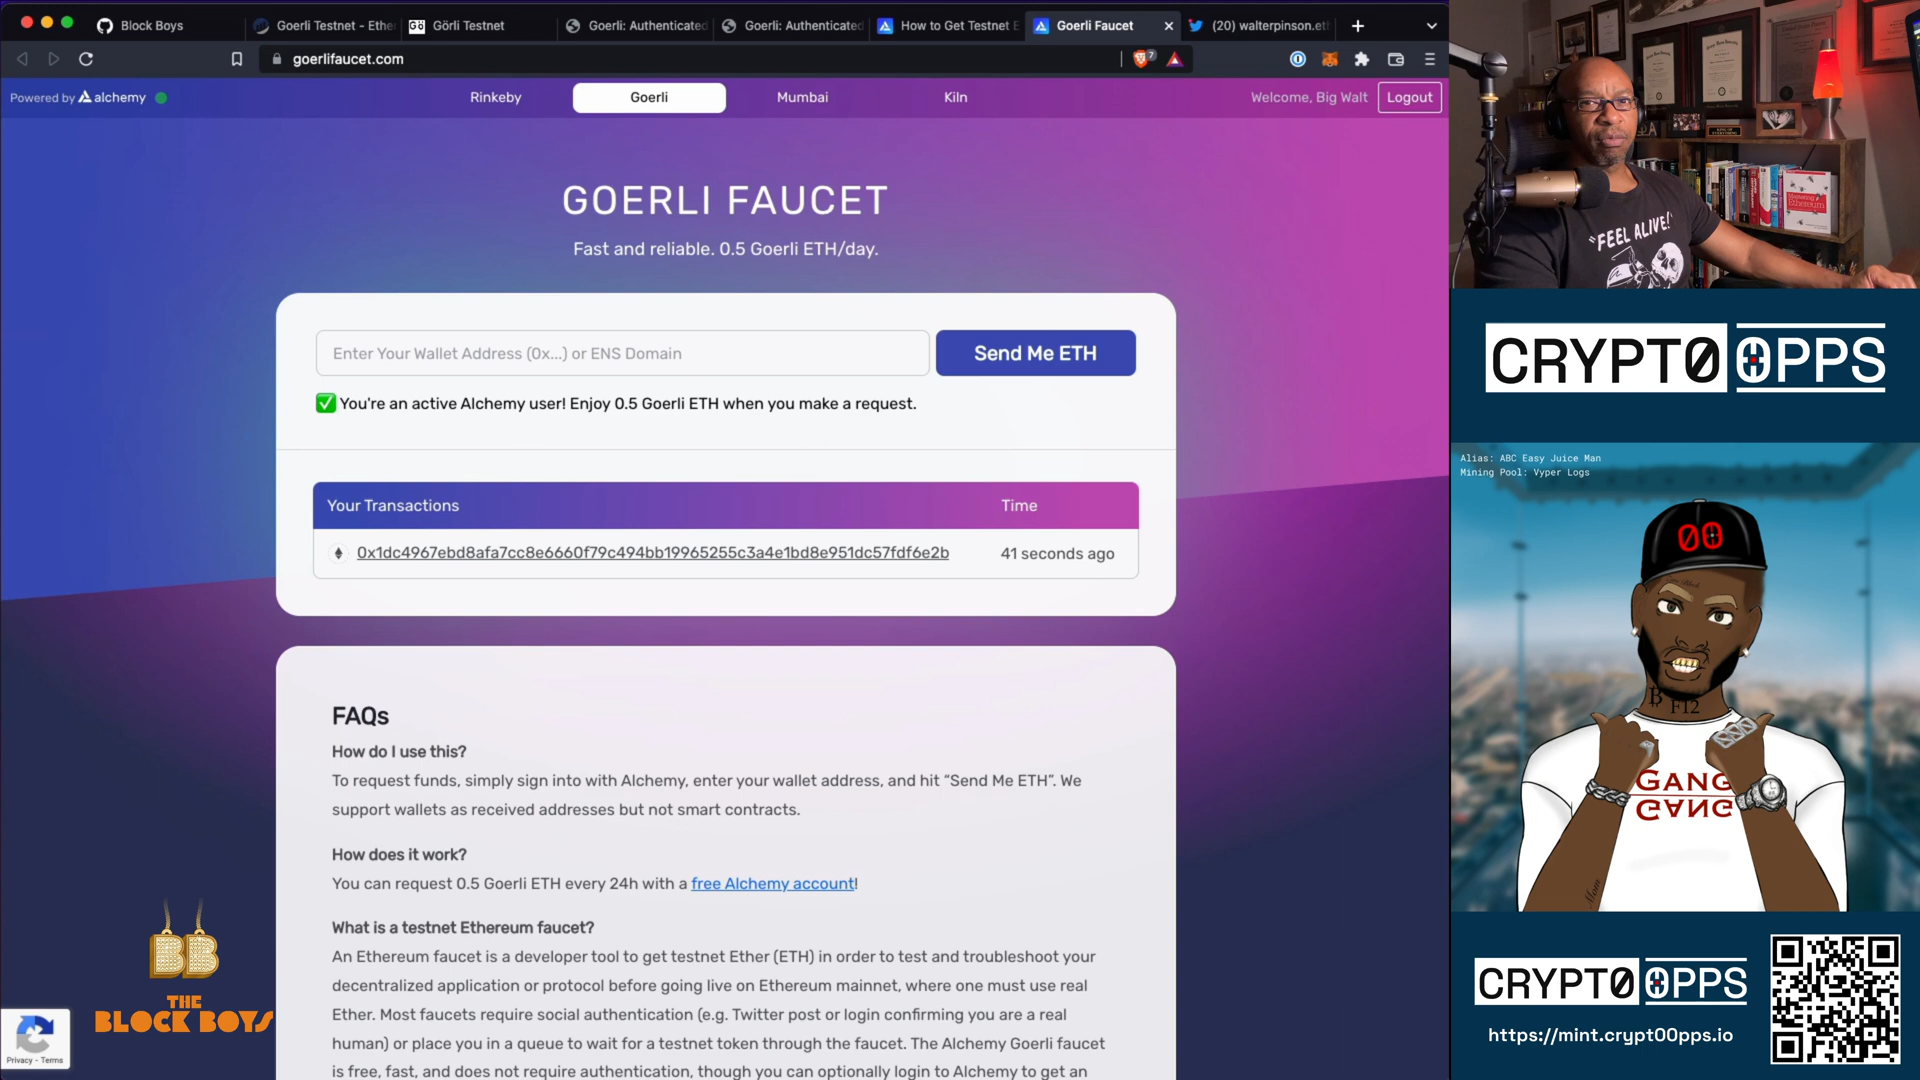 Block Boys
Goerli Testnet - Ether
Görli Testnet
Goerli: Authenticated
Goerli: Authenticated
How to Get Testnet E
Goerli Faucet
(20) walterpinson.eth
goerlifaucet.com
7
Powered by alchemy
Rinkeby
Goerli
Mumbai
Kiln
Welcome, Big Walt
Logout
GOERLI FAUCET
Fast and reliable. 0.5 Goerli ETH/day.
Enter Your Wallet Address (0x...) or ENS Domain
Send Me ETH
You're an active Alchemy user! Enjoy 0.5 Goerli ETH when you make a request.
Your Transactions
Time
0x1dc4967ebd8afa7cc8e6660f79c494bb19965255c3a4e1bd8e951dc57fdf6e2b
41 seconds ago
FAQs
How do I use this?
To request funds, simply sign into with Alchemy, enter your wallet address, and hit “Send Me ETH”. We
support wallets as received addresses but not smart contracts.
How does it work?
You can request 0.5 Goerli ETH every 24h with a free Alchemy account!
What is a testnet Ethereum faucet?
An Ethereum faucet is a developer tool to get testnet Ether (ETH) in order to test and troubleshoot your
decentralized application or protocol before going live on Ethereum mainnet, where one must use real
Ether. Most faucets require social authentication (e.g. Twitter post or login confirming you are a real
human) or place you in a queue to wait for a testnet token through the faucet. The Alchemy Goerli faucet
is free, fast, and does not require authentication, though you can optionally login to Alchemy to get an
BB
THE
BLOCK BOYS
Privacy - Terms
"FEEL ALIVE!"
Mastering
Ethereum
CRYPT0 0PPS
Alias: ABC Easy Juice Man
Mining Pool: Vyper Logs
00
B
F12
GANG
GANG
Mom
CRYPT0 0PPS
https://mint.crypt00pps.io